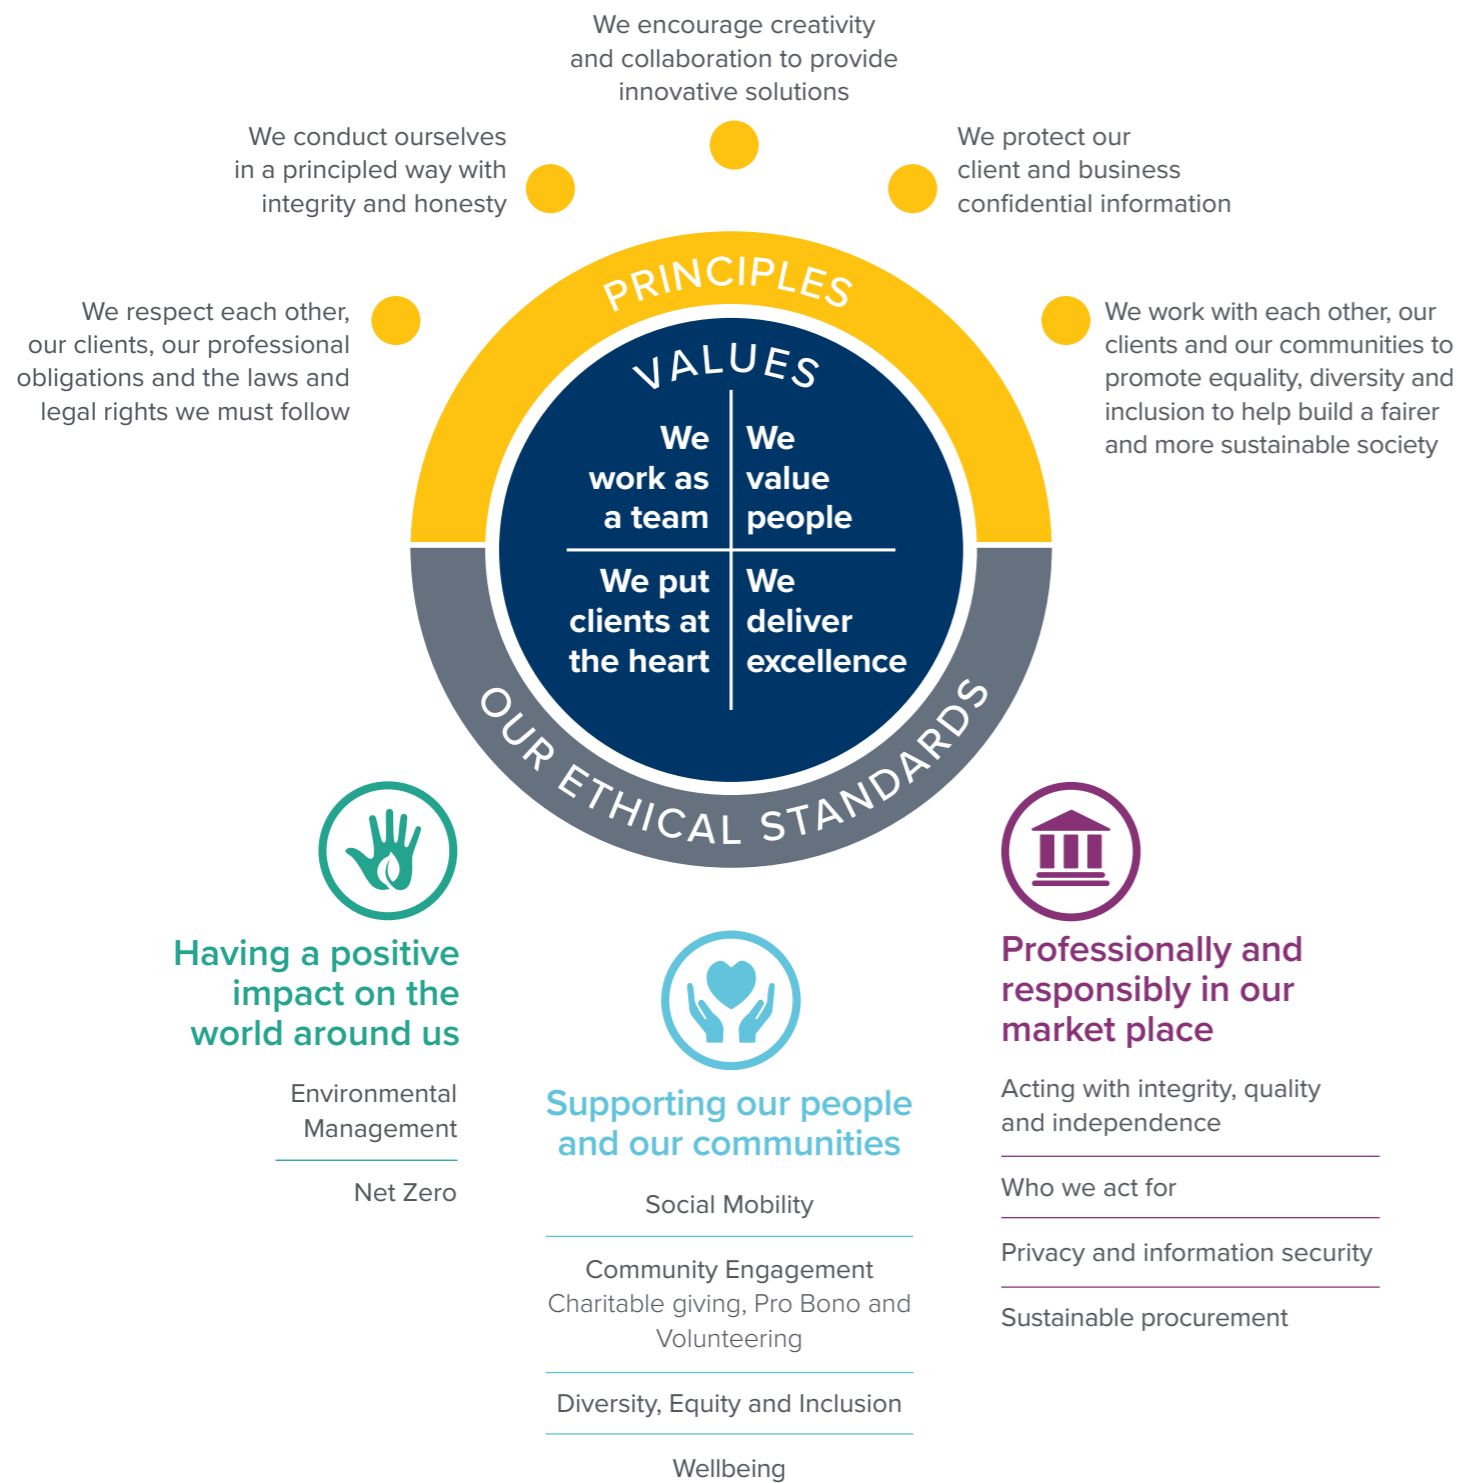 We encourage creativity
and collaboration to provide
innovative solutions
We conduct ourselves
in a principled way with
integrity and honesty
We protect our
client and business
confidential information
We respect each other,
our clients, our professional
obligations and the laws and
legal rights we must follow
We work with each other, our
clients and our communities to
promote equality, diversity and
inclusion to help build a fairer
and more sustainable society
PRINCIPLES
VALUES
We
work as
a team
We
value
people
We put
clients at
the heart
We
deliver
excellence
OUR ETHICAL STANDARDS
Having a positive
impact on the
world around us
Environmental
Management
Net Zero
Supporting our people
and our communities
Social Mobility
Community Engagement
Charitable giving, Pro Bono and
Volunteering
Diversity, Equity and Inclusion
Wellbeing
Professionally and
responsibly in our
market place
Acting with integrity, quality
and independence
Who we act for
Privacy and information security
Sustainable procurement